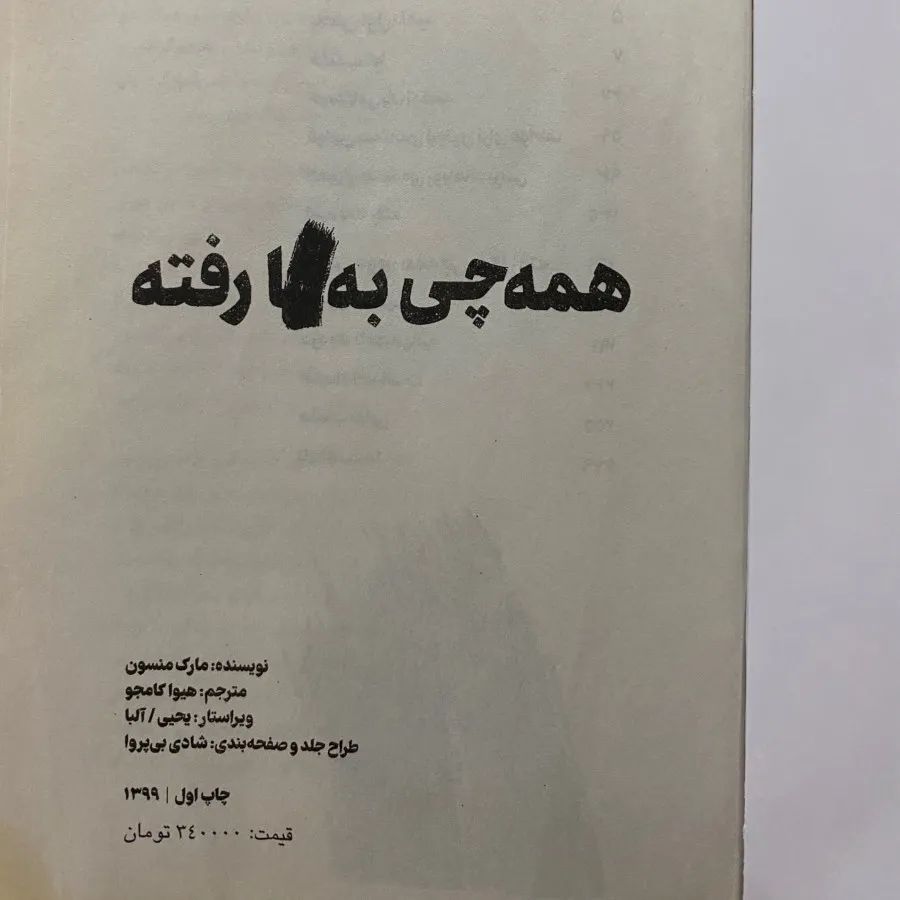 همه‌چی به ا رفته
نویسنده: مارک منسون
مترجم: هیوا کامجو
ویراستار: یحیی / آلبا
طراح جلد و صفحه‌بندی: شادی بی‌پروا
چاپ اول | ۱۳۹۹
قیمت: ۳٤۰۰۰۰ تومان